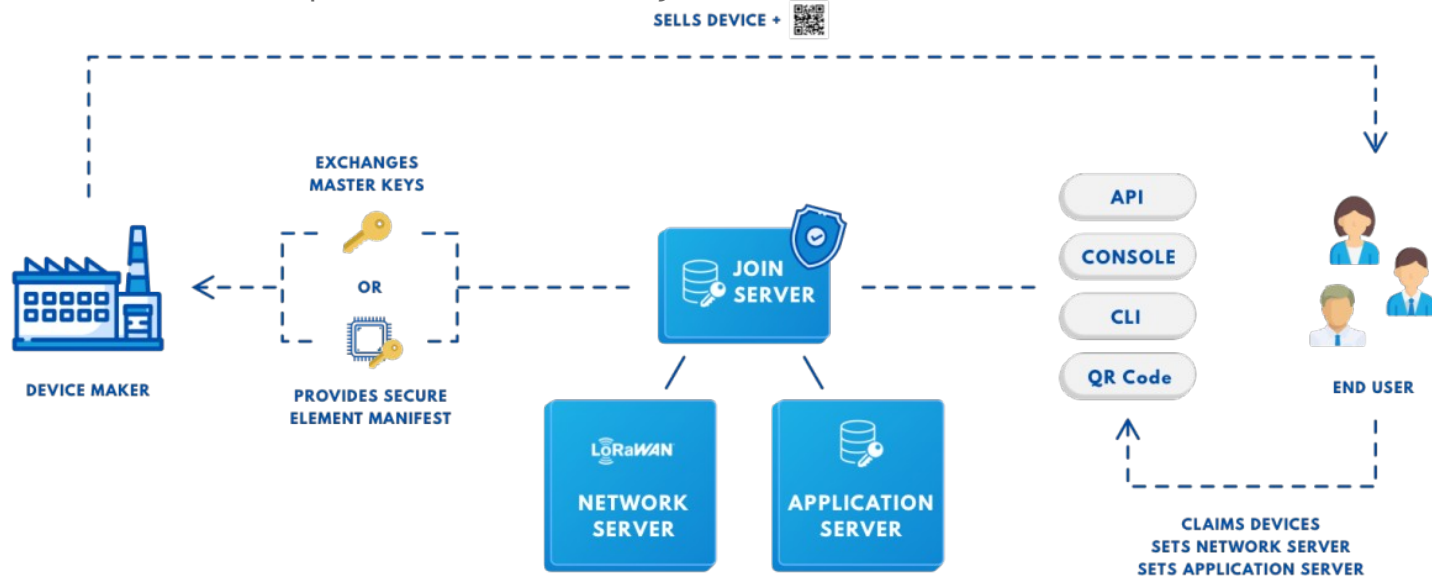 SELLS DEVICE +
EXCHANGES
MASTER KEYS
OR
PROVIDES SECURE
ELEMENT MANIFEST
DEVICE MAKER
JOIN
SERVER
LoRaWAN
NETWORK
SERVER
APPLICATION
SERVER
API
CONSOLE
CLI
QR Code
END USER
CLAIMS DEVICES
SETS NETWORK SERVER
SETS APPLICATION SERVER